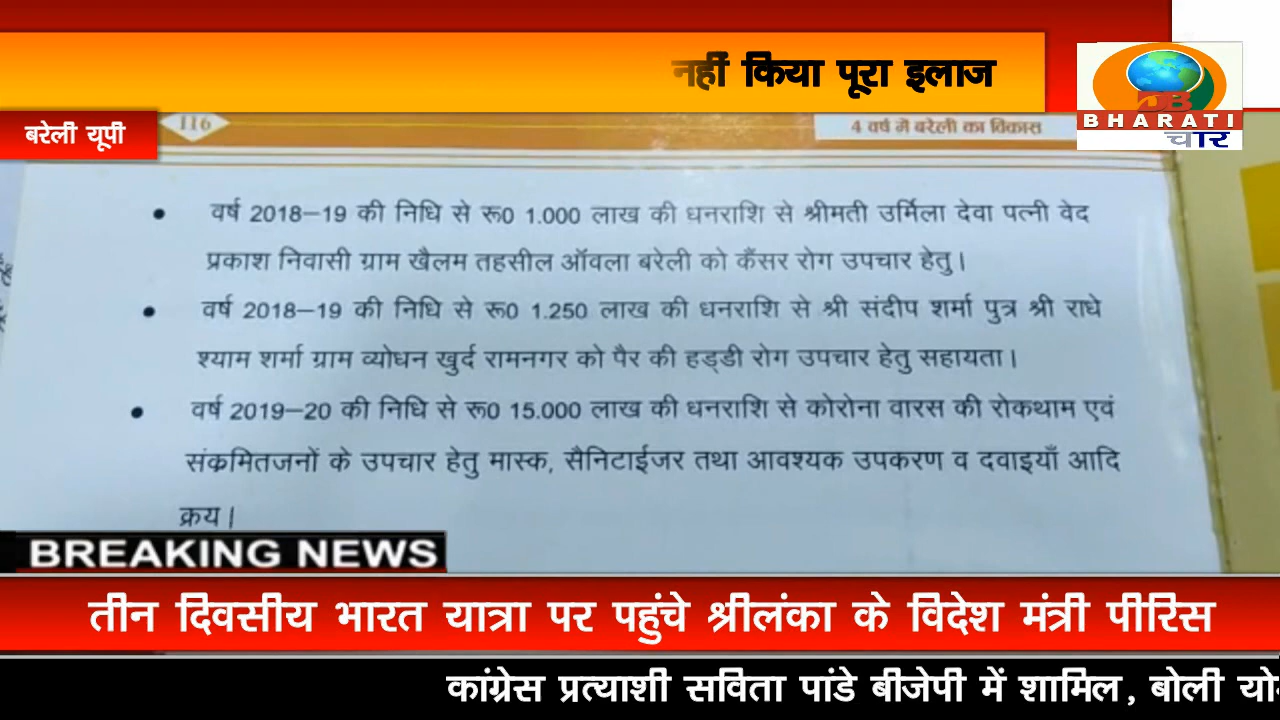 नहीं किया पूरा इलाज
DB
BHARATI
चार
बरेली यूपी
116
4 वर्ष में बरेली का विकास
• वर्ष 2018–19 की निधि से रू0 1.000 लाख की धनराशि से श्रीमती उर्मिला देवा पत्नी वेद
प्रकाश निवासी ग्राम खैलम तहसील ऑवला बरेली को कैंसर रोग उपचार हेतु।
• वर्ष 2018–19 की निधि से रू0 1.250 लाख की धनराशि से श्री संदीप शर्मा पुत्र श्री राधे
श्याम शर्मा ग्राम व्योधन खुर्द रामनगर को पैर की हड्डी रोग उपचार हेतु सहायता।
• वर्ष 2019–20 की निधि से रू0 15.000 लाख की धनराशि से कोरोना वारस की रोकथाम एवं
संक्रमितजनों के उपचार हेतु मास्क, सैनिटाईजर तथा आवश्यक उपकरण व दवाइयाँ आदि
क्रय।
BREAKING NEWS
तीन दिवसीय भारत यात्रा पर पहुंचे श्रीलंका के विदेश मंत्री पीरिस
कांग्रेस प्रत्याशी सविता पांडे बीजेपी में शामिल, बोली